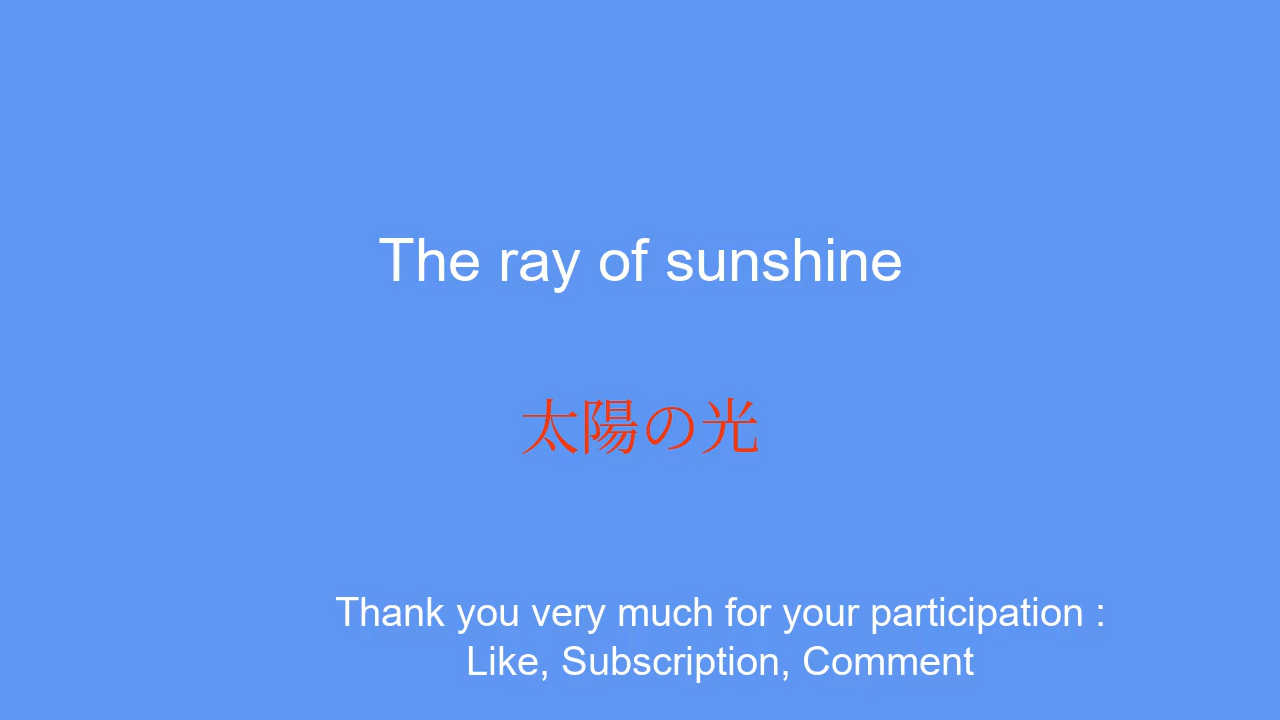 The ray of sunshine
太陽の光
Thank you very much for your participation :
Like, Subscription, Comment